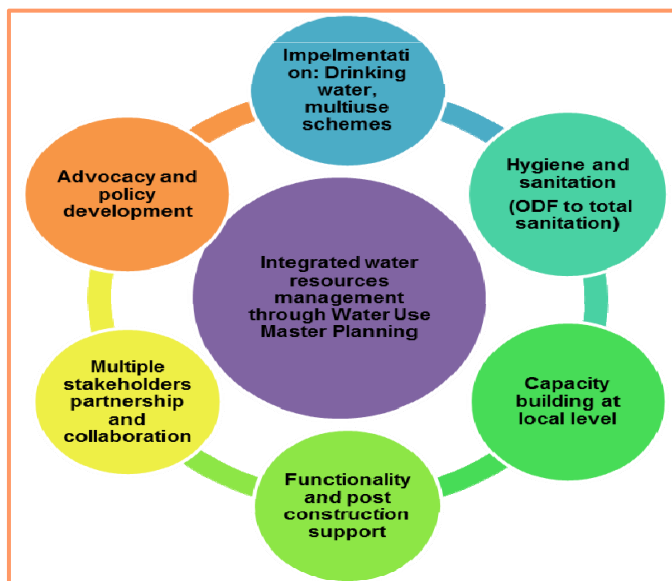 Impelmentati
on: Drinking
water,
multiuse
schemes
Hygiene and
sanitation
(ODF to total
sanitation)
Capacity
building at
local level
Functionality
and post
construction
support
Multiple
stakeholders
partnership
and
collaboration
Advocacy and
policy
development
Integrated water
resources
management
through Water Use
Master Planning